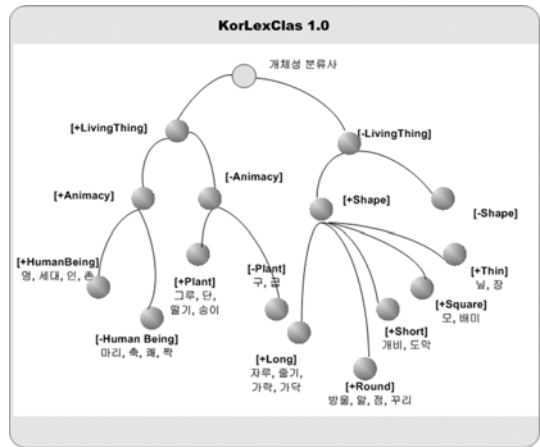 KorLexClas 1.0
개체성 분류사
[+LivingThing]
[-LivingThing]
[+Animacy]
[-Animacy]
[+Shape]
[-Shape]
[+HumanBeing]
명, 세대, 인, 촌
[+Plant]
그루, 단,
떨기, 송이
[-Plant]
구,
[+Thin]
닢, 장
[+Square]
모, 배미
[-Human Being]
마리, 축, 쾌, 짝
[+Long]
자루, 줄기,
가락, 가닥
[+Short]
개비, 도막
[+Round]
방울, 알, 점, 꾸리